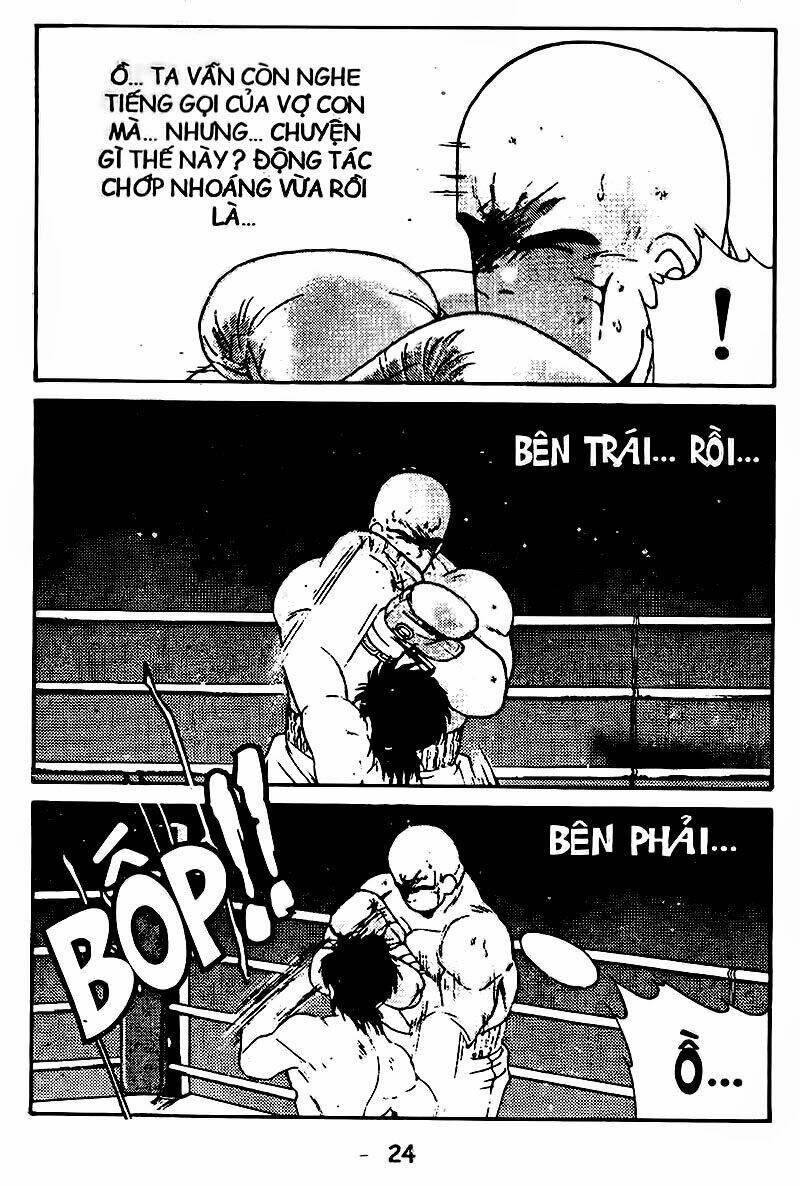 Ồ... TA VẪN CÒN NGHE
TIẾNG GỌI CỦA VỢ CON
MÀ... NHƯNG... CHUYỆN
GÌ THẾ NÀY? ĐỘNG TÁC
CHỚP NHOÁNG VỪA RỒI
LÀ...
!
BÊN TRÁI... RỒI...
BÊN PHẢI...
BỐP!!
Ồ...
- 24